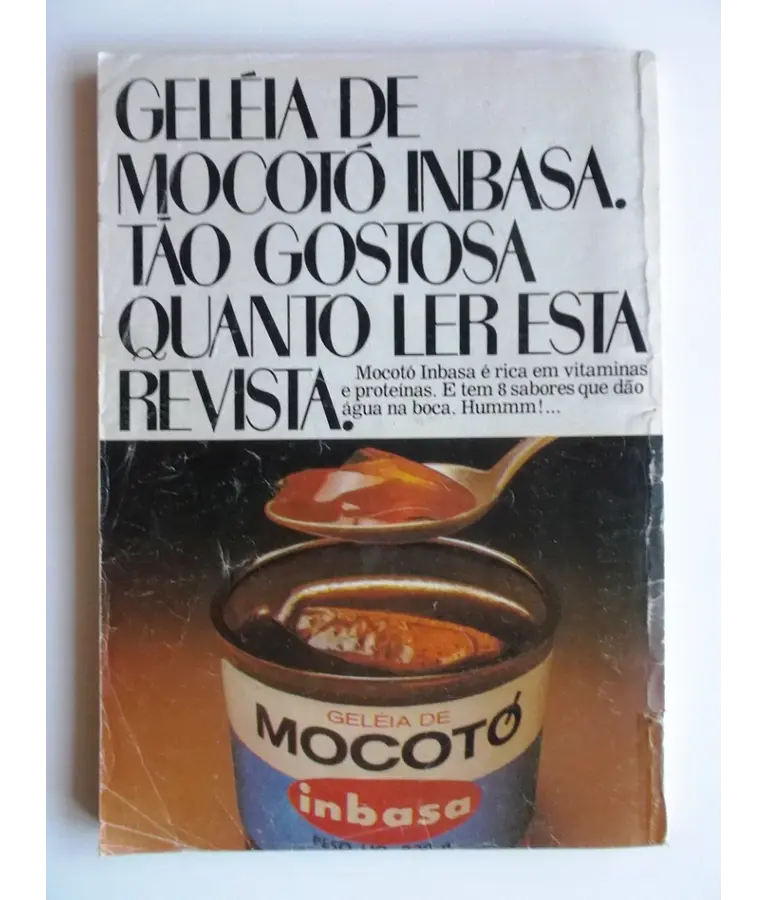 GELÉIA DE
MOCOTÓ INBASA.
TÃO GOSTOSA
QUANTO LER ESTA
REVISTA.
Mocotó Inbasa é rica em vitaminas
e proteínas. E tem 8 sabores que dão
água na boca. Hummm!...
GELÉIA DE
MOCOTÓ
inbasa
PESO